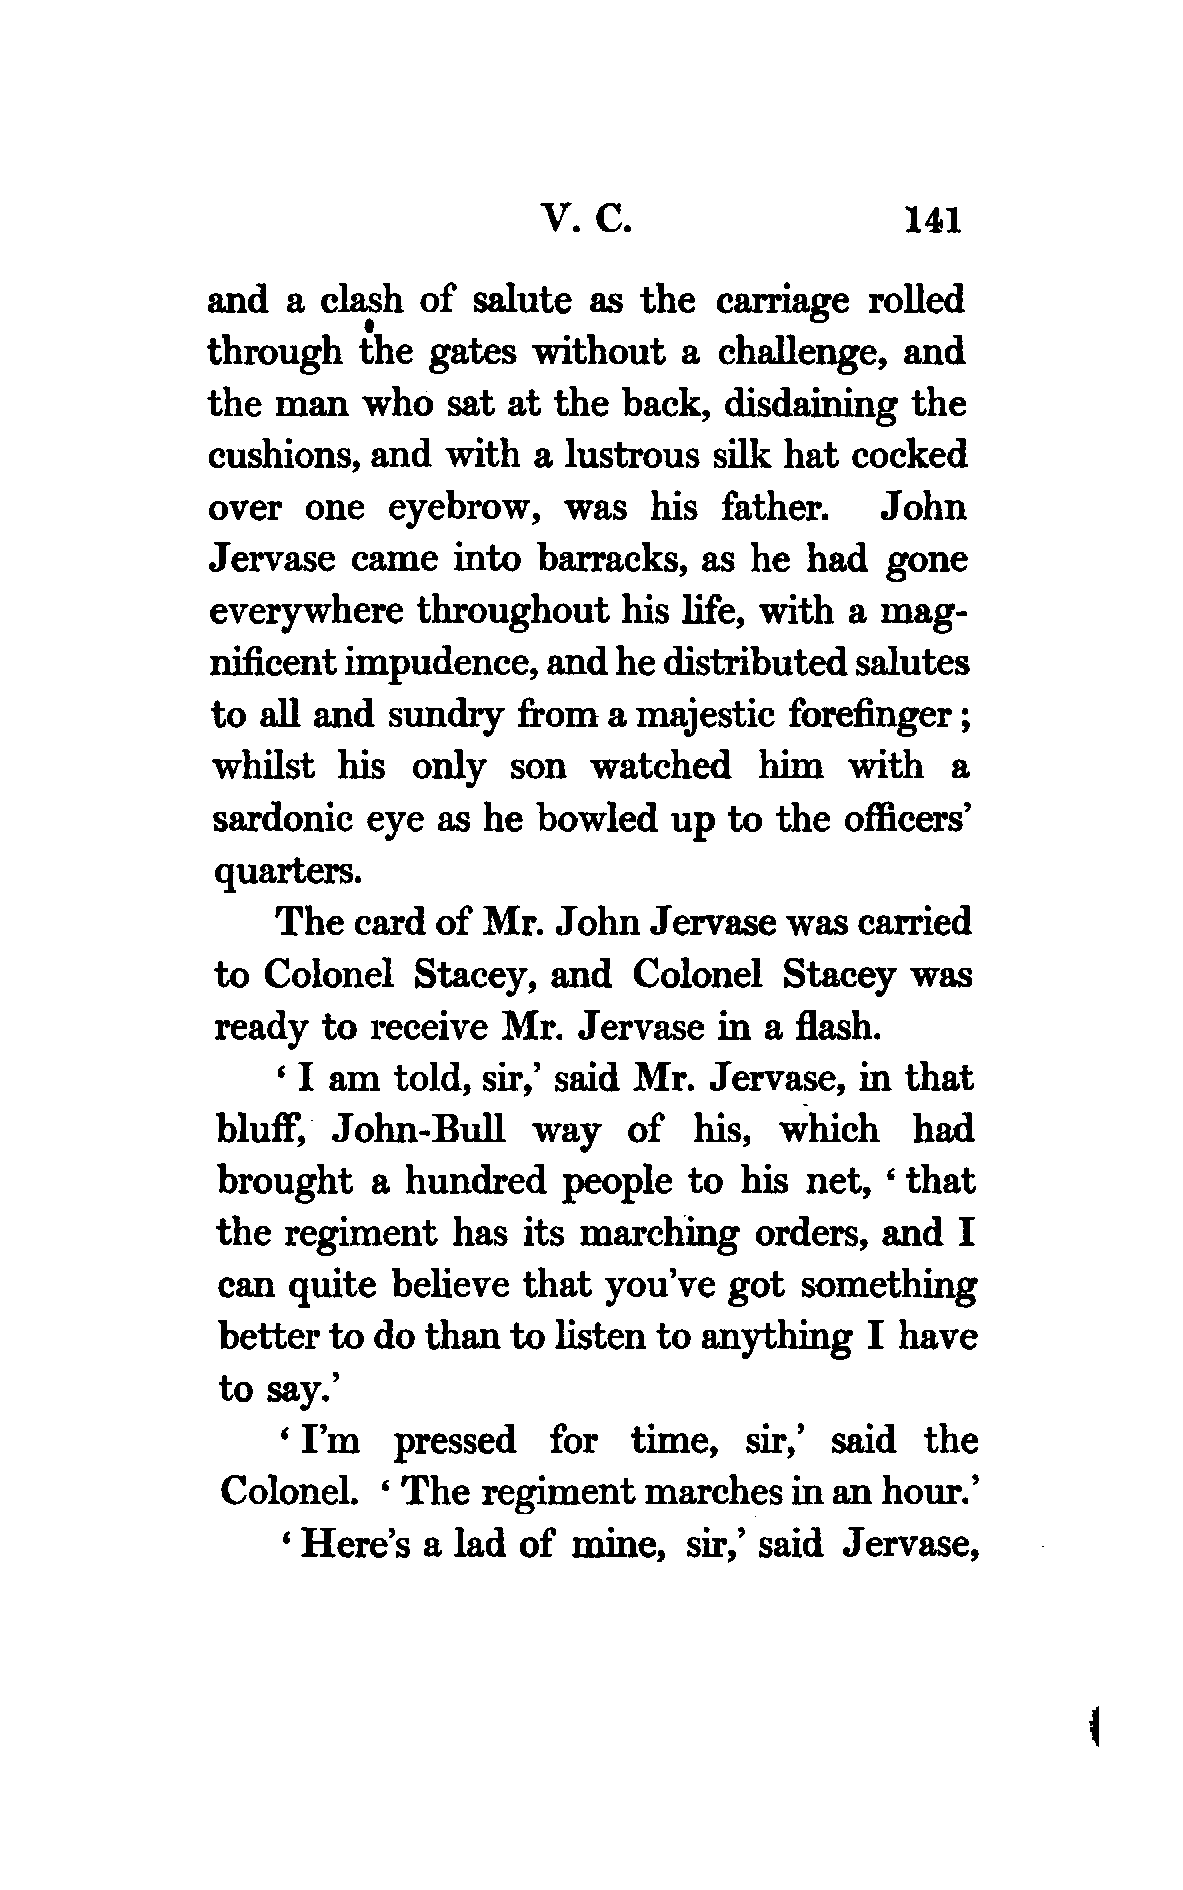 V. C. 141
and a clash of salute as the carriage rolled
through the gates without a challenge, and
the man who sat at the back, disdaining the
cushions, and with a lustrous silk hat cocked
over one eyebrow, was his father. John
Jervase came into barracks, as he had gone
everywhere throughout his life, with a mag-
nificent impudence, and he distributed salutes
to all and sundry from a majestic forefinger;
whilst his only son watched him with a
sardonic eye as he bowled up to the officers’
quarters.
The card of Mr. John Jervase was carried
to Colonel Stacey, and Colonel Stacey was
ready to receive Mr. Jervase in a flash.
‘ I am told, sir,’ said Mr. Jervase, in that
bluff, John-Bull way of his, which had
brought a hundred people to his net, ‘ that
the regiment has its marching orders, and I
can quite believe that you’ve got something
better to do than to listen to anything I have
to say.’
‘ I’m pressed for time, sir,’ said the
Colonel. ‘ The regiment marches in an hour.’
‘ Here’s a lad of mine, sir,’ said Jervase,